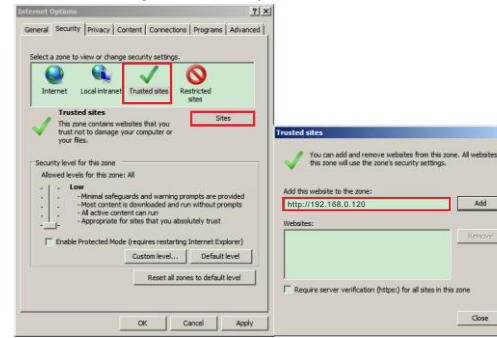 Internet Options
General Security Privacy Content Connections Programs Advanced
Select a zone to view or change security settings.
Internet Local intranet Trusted sites Restricted sites
Trusted sites
This zone contains websites that you
trust not to damage your computer or
your files.
Sites
Security level for this zone
Allowed levels for this zone: All
Low
-Minimal safeguards and warning prompts are provided
-Most content is downloaded and run without prompts
-All active content can run
-Appropriate for sites that you absolutely trust
Enable Protected Mode (requires restarting Internet Explorer)
Custom level... Default level
Reset all zones to default level
OK Cancel Apply
Trusted sites
You can add and remove websites from this zone. All websites
this zone will use the zone's security settings.
Add this website to the zone:
http://192.168.0.120 Add
Websites:
Remove
Require server verification (https:) for all sites in this zone
Close